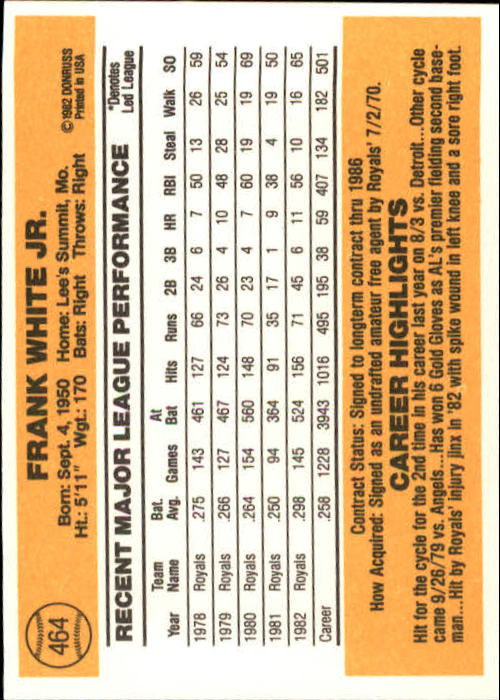 464
FRANK WHITE JR.
Born: Sept. 4, 1950 Home: Lee's Summit, Mo.
Ht.: 5'11" Wgt.: 170 Bats: Right Throws: Right
©1982 DONRUSS
Printed in USA
RECENT MAJOR LEAGUE PERFORMANCE
*Denotes
Led League
Year Team Name Bat. Avg. Games At Bat Hits Runs 2B 3B HR RBI Steal Walk SO
1978 Royals .275 143 461 127 66 24 6 7 50 13 26 59
1979 Royals .266 127 467 124 73 26 4 10 48 28 25 54
1980 Royals .264 154 560 148 70 23 4 7 60 19 19 69
1981 Royals .250 94 364 91 35 17 1 9 38 4 19 50
1982 Royals .298 145 524 156 71 45 6 11 56 10 16 65
Career .258 1228 3943 1016 495 195 38 59 407 134 182 501
Contract Status: Signed to longterm contract thru 1986
How Acquired: Signed as an undrafted amateur free agent by Royals' 7/2/70.
CAREER HIGHLIGHTS
Hit for the cycle for the 2nd time in his career last year on 8/3 vs. Detroit...Other cycle
came 9/26/79 vs. Angels...Has won 6 Gold Gloves as AL's premier fielding second base-
man...Hit by Royals' injury jinx in '82 with spike wound in left knee and a sore right foot.